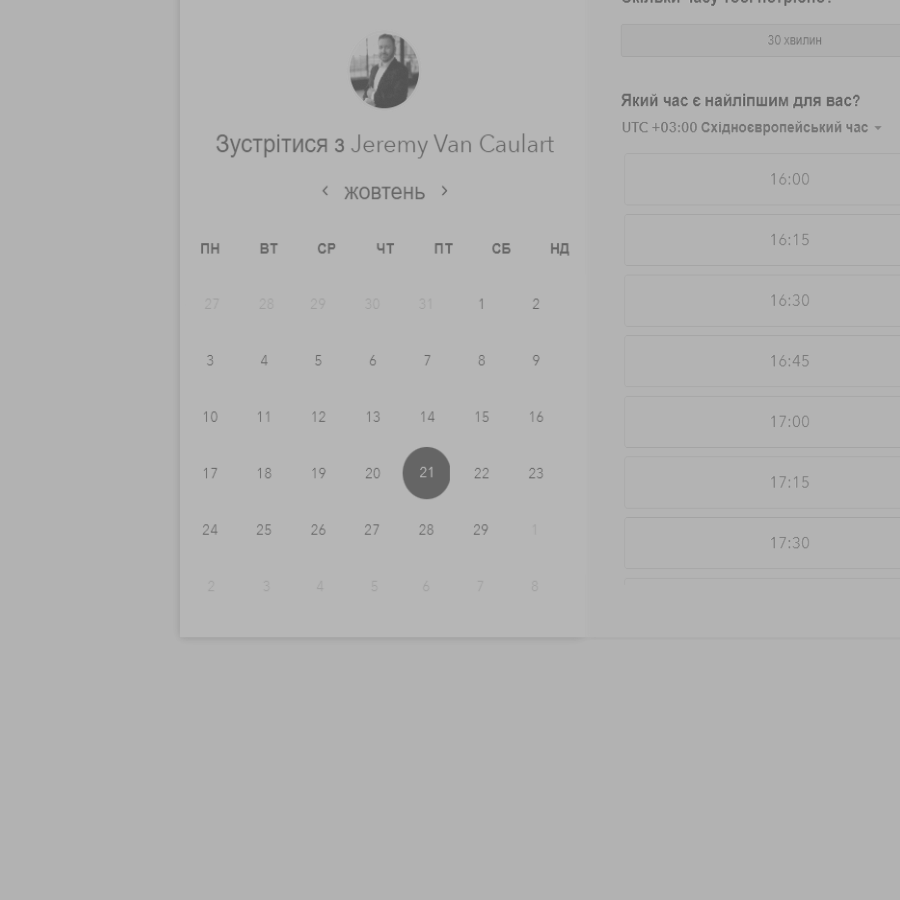 Зустрітися з Jeremy Van Caulart
‹ жовтень ›
ПН ВТ СР ЧТ ПТ СБ НД
27 28 29 30 31 1 2
3 4 5 6 7 8 9
10 11 12 13 14 15 16
17 18 19 20 21 22 23
24 25 26 27 28 29 1
2 3 4 5 6 7 8
30 хвилин
Який час є найліпшим для вас?
UTC +03:00 Східноєвропейський час
16:00
16:15
16:30
16:45
17:00
17:15
17:30